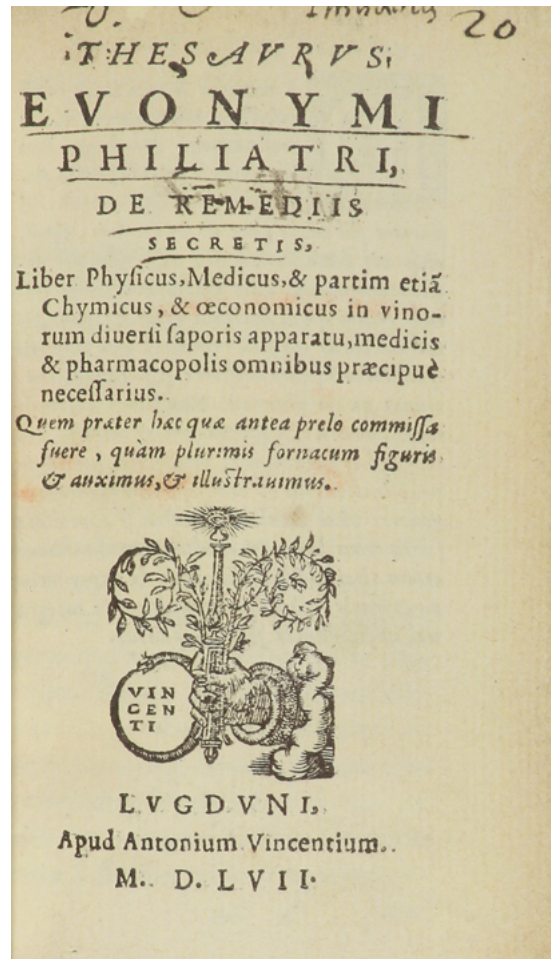 20
THESAVRVS
EVONYMI
PHILIATRI,
DE REMEDIIS
SECRETIS,
Liber Physicus, Medicus, & partim etiã
Chymicus, & œconomicus in vino-
rum diuersi saporis apparatu, medicis
& pharmacopolis omnibus præcipuè
necessarius.
Quem præter hæc quæ antea prelo commissa
fuere, quàm plurimis fornacum figuris
& auximus, & illustrauimus.
VIN
CEN
TI
LVGDVNI,
Apud Antonium Vincentium.
M. D. LVII.